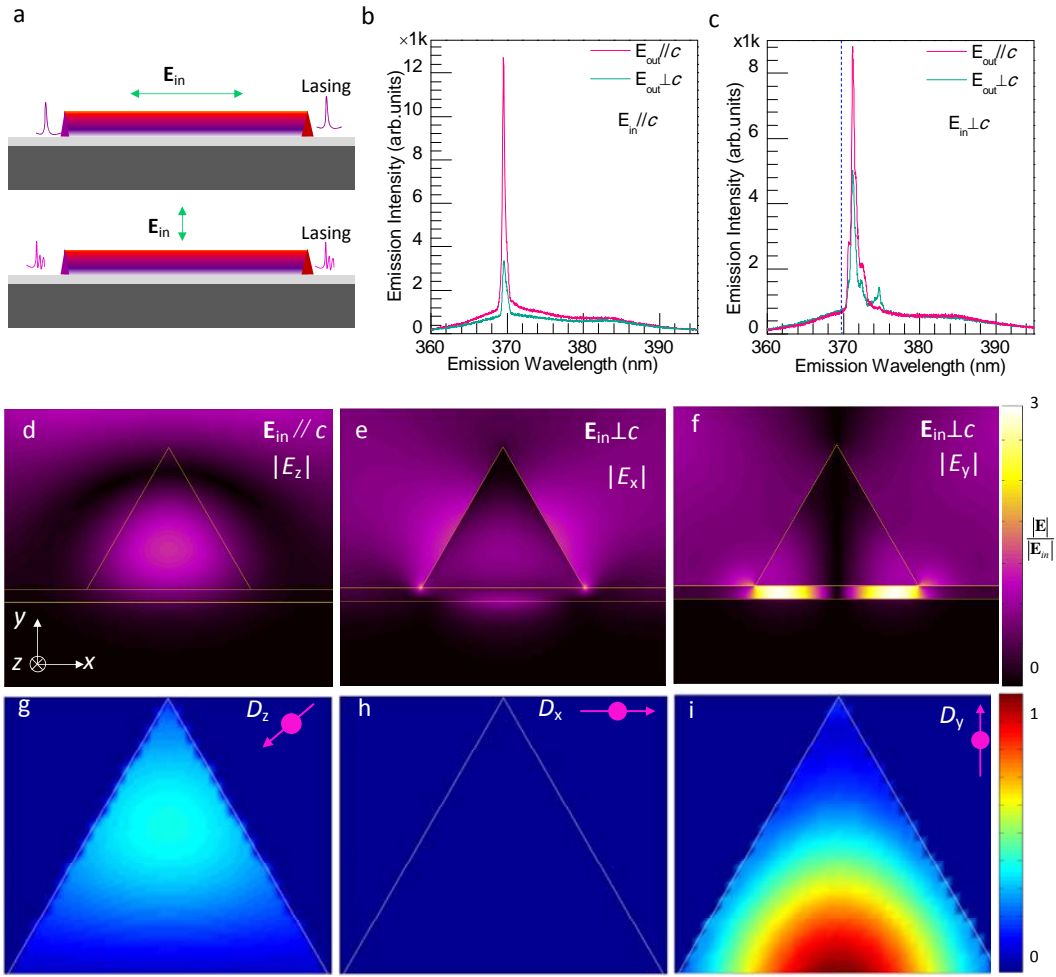 a
E_in
Lasing
E_in
Lasing
b
×1k
E_out//c
E_out⊥c
E_in//c
Emission Intensity (arb.units)
12
10
8
6
4
2
0
360
370
380
390
Emission Wavelength (nm)
c
x1k
E_out//c
E_out⊥c
E_in⊥c
Emission Intensity (arb.units)
8
6
4
2
0
360
370
380
390
Emission Wavelength (nm)
d
E_in // c
|E_z|
y
z
x
e
E_in⊥c
|E_x|
f
E_in⊥c
|E_y|
3
|E|
|E_in|
0
g
D_z
h
D_x
i
D_y
1
0